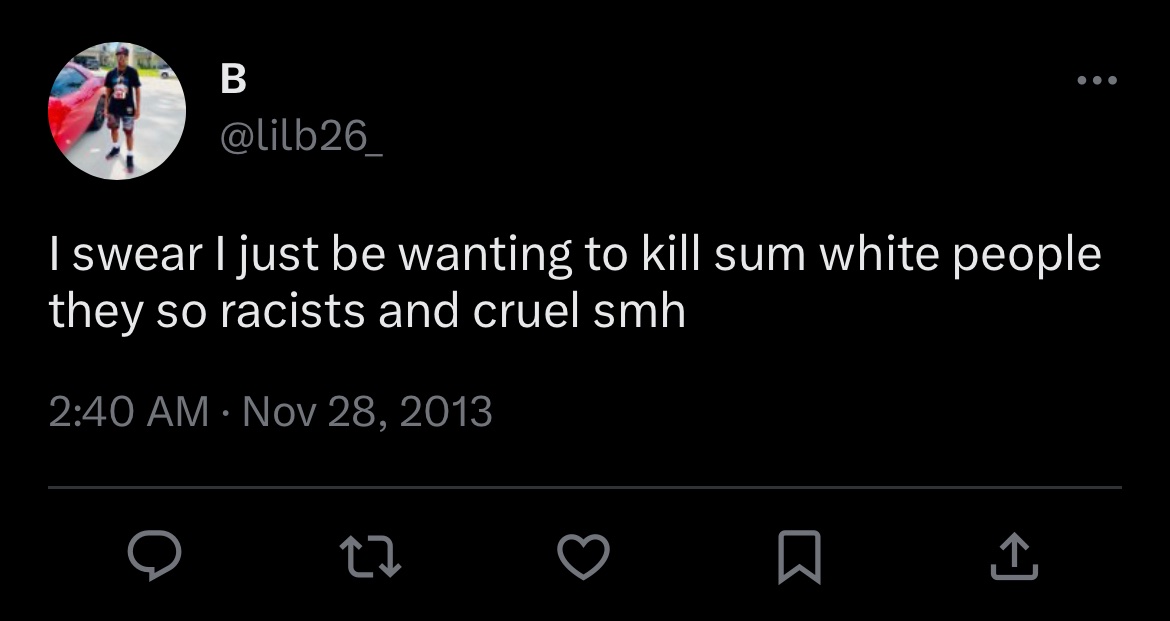 B
@lilb26_
I swear I just be wanting to kill sum white people
they so racists and cruel smh
2:40 AM · Nov 28, 2013